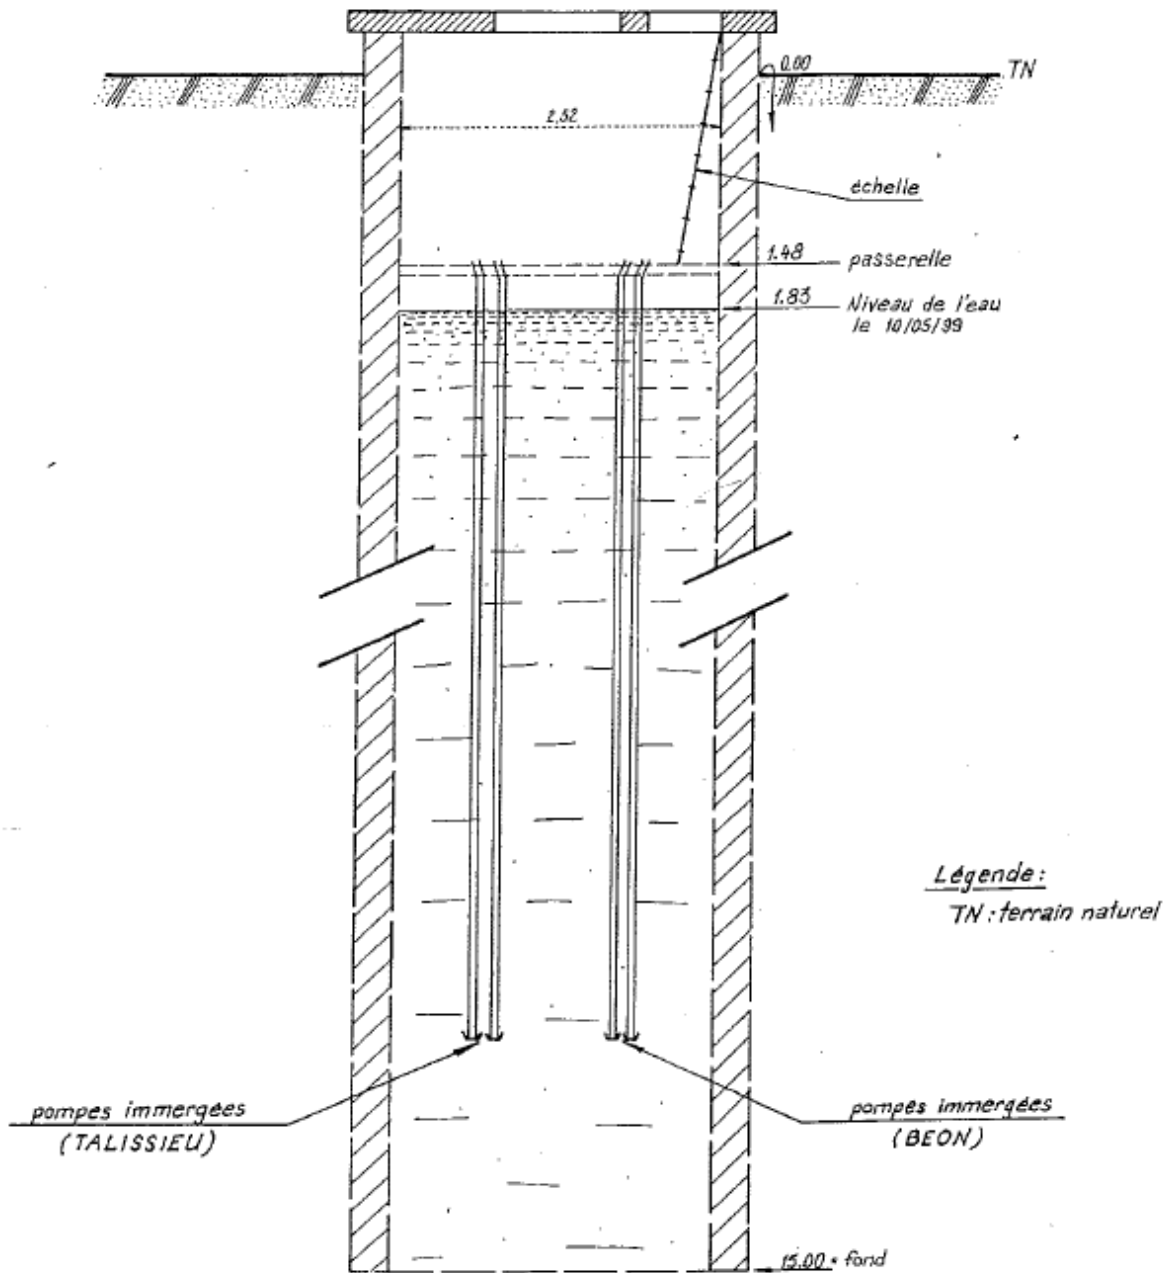 0.00
TN
2,52
échelle
1.48
passerelle
1.83
Niveau de l'eau
le 10/05/99
Légende:
TN: terrain naturel
pompes immergées
(TALISSIEU)
pompes immergées
(BEON)
15.00 = fond